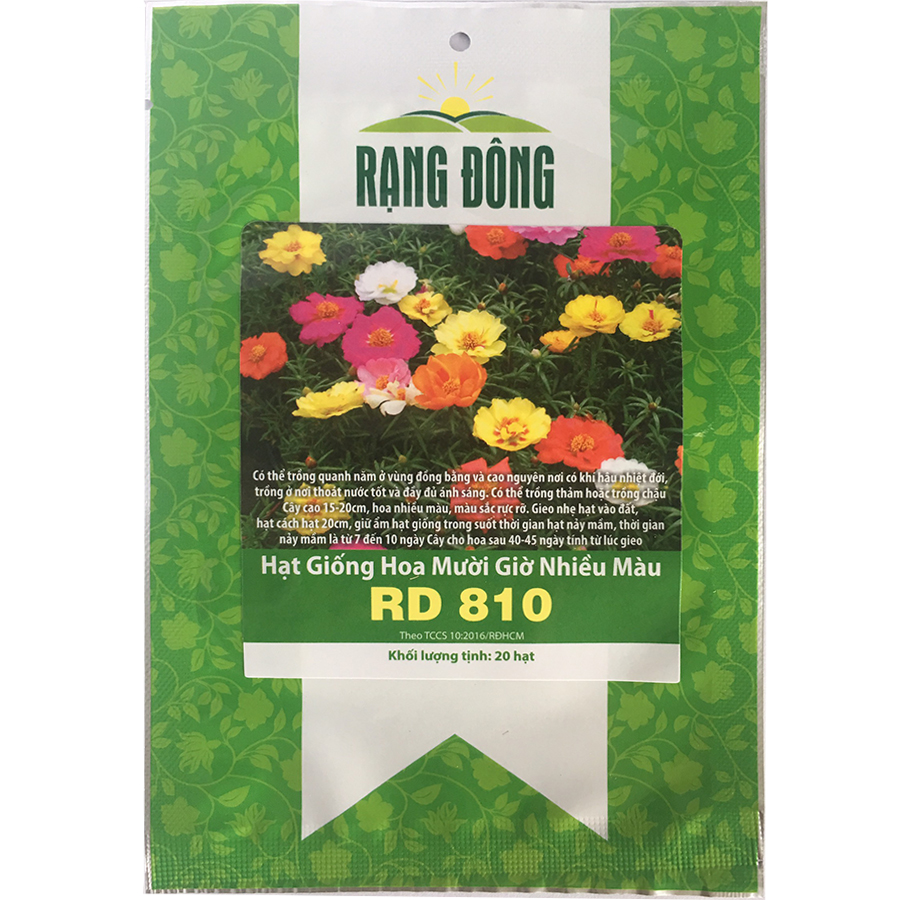 RẠNG ĐÔNG
Có thể trồng quanh năm ở vùng đồng bằng và cao nguyên nơi có khí hậu nhiệt đới,
trồng ở nơi thoát nước tốt và đầy đủ ánh sáng. Có thể trồng thảm hoặc trồng chậu
Cây cao 15-20cm, hoa nhiều màu, màu sắc rực rỡ. Gieo nhẹ hạt vào đất,
hạt cách hạt 20cm, giữ ẩm hạt giống trong suốt thời gian hạt nảy mầm, thời gian
nảy mầm là từ 7 đến 10 ngày Cây cho hoa sau 40-45 ngày tính từ lúc gieo
Hạt Giống Hoa Mười Giờ Nhiều Màu
RD 810
Theo TCCS 10:2016/RĐHCM
Khối lượng tịnh: 20 hạt